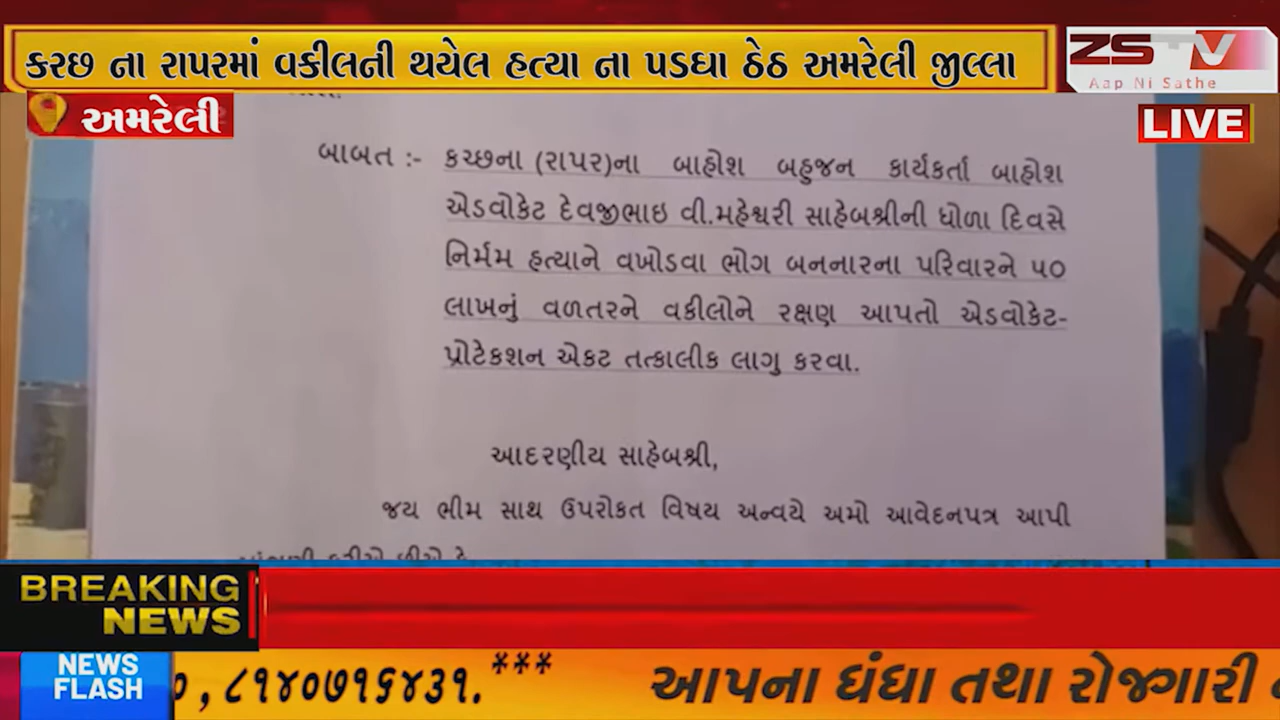 કચ્છ ના રાપરમાં વકીલની થયેલ હત્યા ના પડઘા ઠેઠ અમરેલી જીલ્લા
ZSTV
Aap Ni Sathe
અમરેલી
LIVE
બાબત :- કચ્છના (રાપર)ના બાહોશ બહુજન કાર્યકર્તા બાહોશ
એડવોકેટ દેવજીભાઇ વી.મહેશ્વરી સાહેબશ્રીની ધોળા દિવસે
નિર્મમ હત્યાને વખોડવા ભોગ બનનારના પરિવારને ૫૦
લાખનું વળતરને વકીલોને રક્ષણ આપતો એડવોકેટ-
પ્રોટેકશન એકટ તત્કાલીક લાગુ કરવા.
આદરણીય સાહેબશ્રી,
જય ભીમ સાથ ઉપરોકત વિષય અન્વયે અમો આવેદનપત્ર આપી
BREAKING
NEWS
NEWS
FLASH
, ૮૧૪૦૭૧૬૪૩૧.*** આપના ધંધા તથા રોજગારી